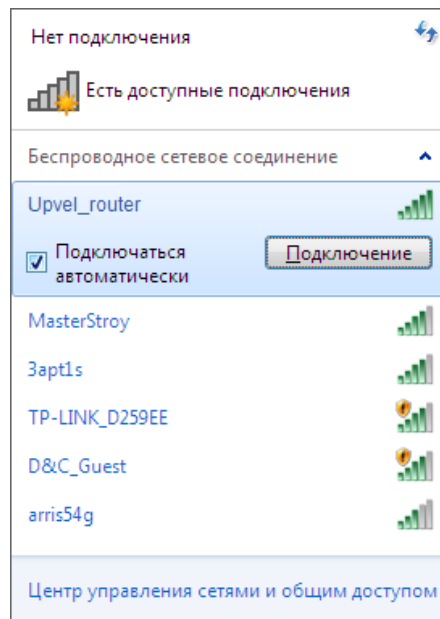 Нет подключения
Есть доступные подключения
Беспроводное сетевое соединение
Upvel_router
Подключаться
автоматически
Подключение
MasterStroy
3apt1s
TP-LINK_D259EE
D&C_Guest
arris54g
Центр управления сетями и общим доступом